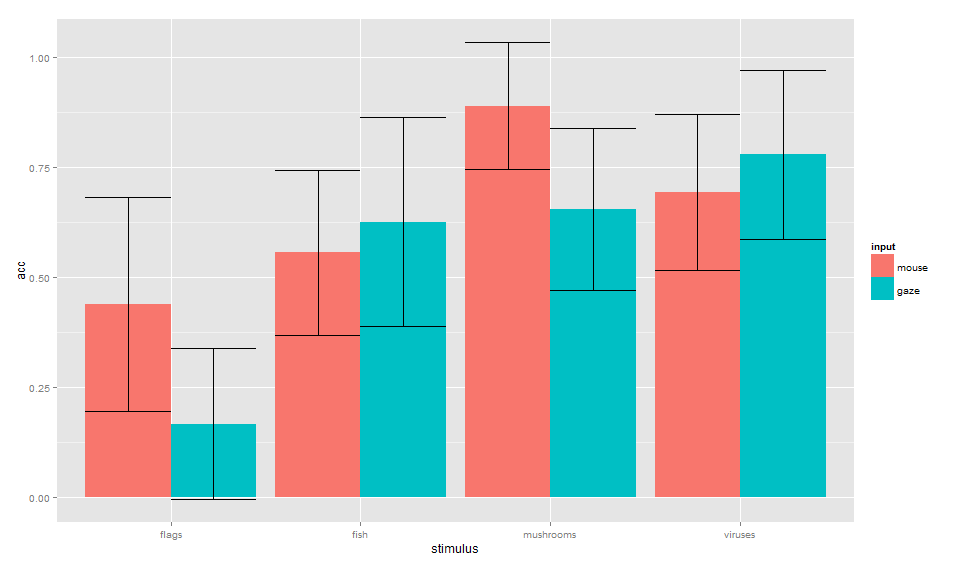 1.00
0.75
0.50
0.25
0.00
acc
flags fish mushrooms viruses
stimulus
input
mouse
gaze